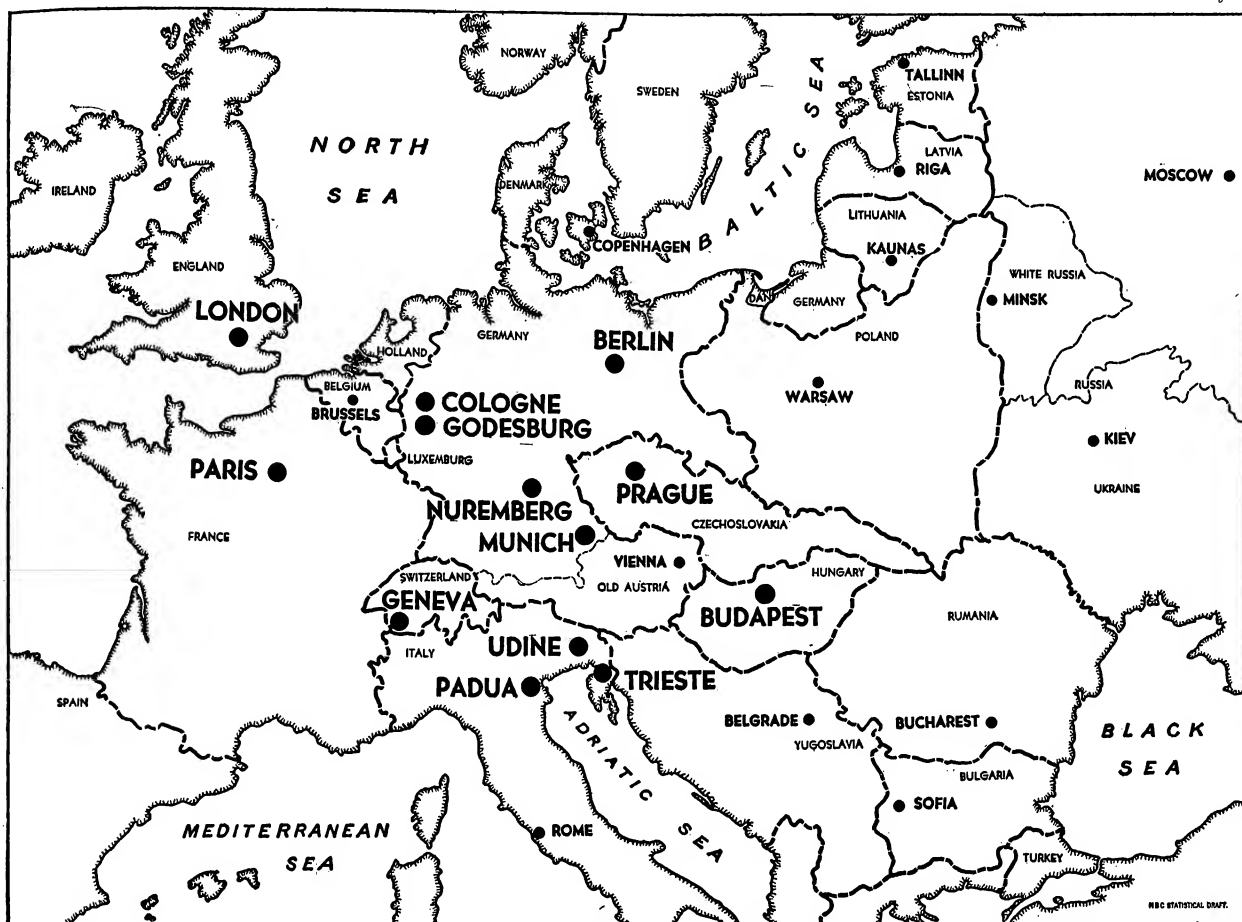 NORWAY
SWEDEN
TALLINN
ESTONIA
BALTIC SEA
NORTH
SEA
LATVIA
RIGA
MOSCOW
IRELAND
DENMARK
LITHUANIA
COPENHAGEN
KAUNAS
ENGLAND
WHITE RUSSIA
LONDON
DAN
GERMANY
MINSK
GERMANY
BERLIN
POLAND
HOLLAND
BELGIUM
BRUSSELS
WARSAW
RUSSIA
COLOGNE
GODESBURG
KIEV
LUXEMBURG
PARIS
PRAGUE
UKRAINE
NUREMBERG
CZECHOSLOVAKIA
FRANCE
MUNICH
VIENNA
SWITZERLAND
OLD AUSTRIA
HUNGARY
GENEVA
BUDAPEST
RUMANIA
UDINE
ITALY
TRIESTE
PADUA
SPAIN
BELGRADE
BUCHAREST
BLACK
SEA
YUGOSLAVIA
ADRIATIC SEA
BULGARIA
SOFIA
MEDITERRANEAN
SEA
ROME
TURKEY
NBC STATISTICAL DRAFT.